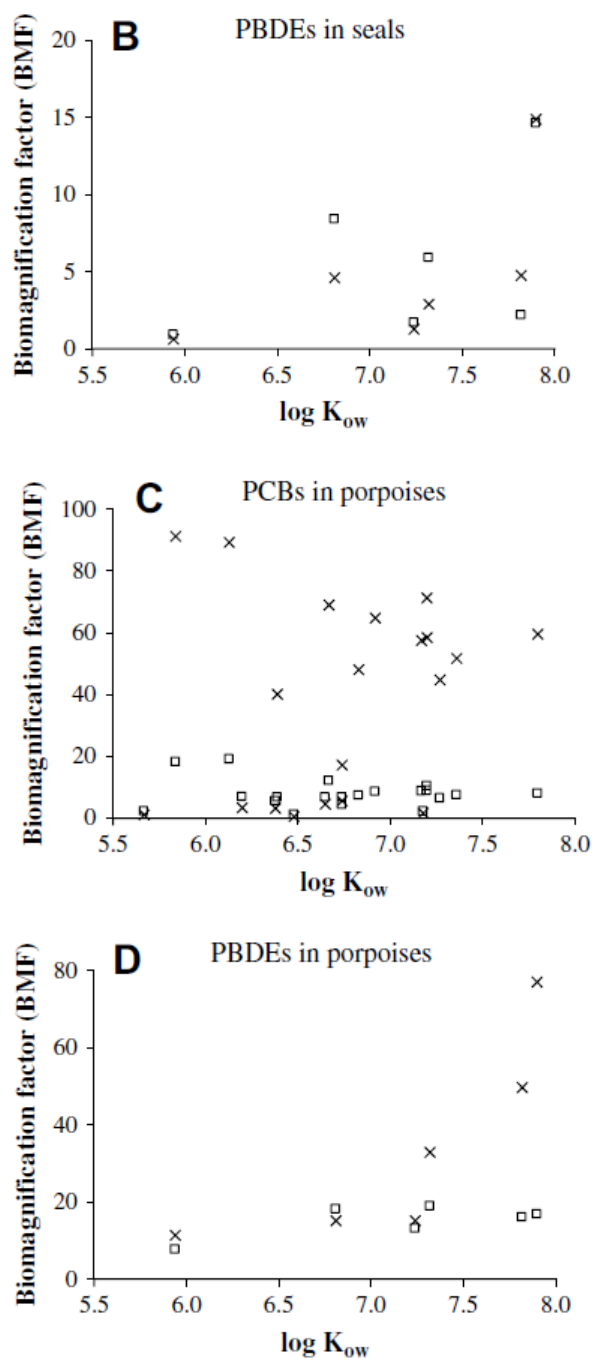 B PBDEs in seals
Biomagnification factor (BMF)
20
15
10
5
0
5.5 6.0 6.5 7.0 7.5 8.0
log Kow
C PCBs in porpoises
Biomagnification factor (BMF)
100
80
60
40
20
0
5.5 6.0 6.5 7.0 7.5 8.0
log Kow
D PBDEs in porpoises
Biomagnification factor (BMF)
80
60
40
20
0
5.5 6.0 6.5 7.0 7.5 8.0
log Kow